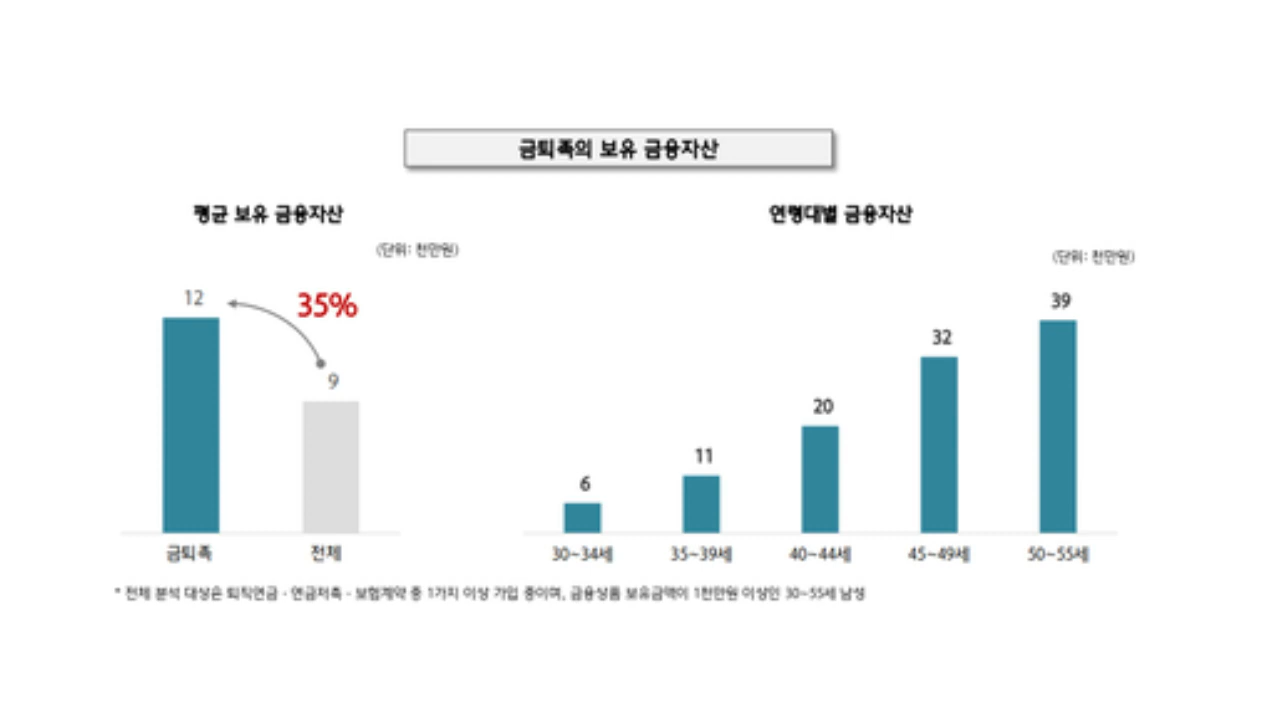 금퇴족의 보유 금융자산
평균 보유 금융자산
(단위: 천만원)
12
35%
9
금퇴족
전체
연령대별 금융자산
(단위: 천만원)
6
11
20
32
39
30~34세
35~39세
40~44세
45~49세
50~55세
* 전체 분석 대상은 퇴직연금 · 연금저축 · 보험계약 중 1가지 이상 가입 중이며, 금융상품 보유금액이 1천만원 이상인 30~55세 남성